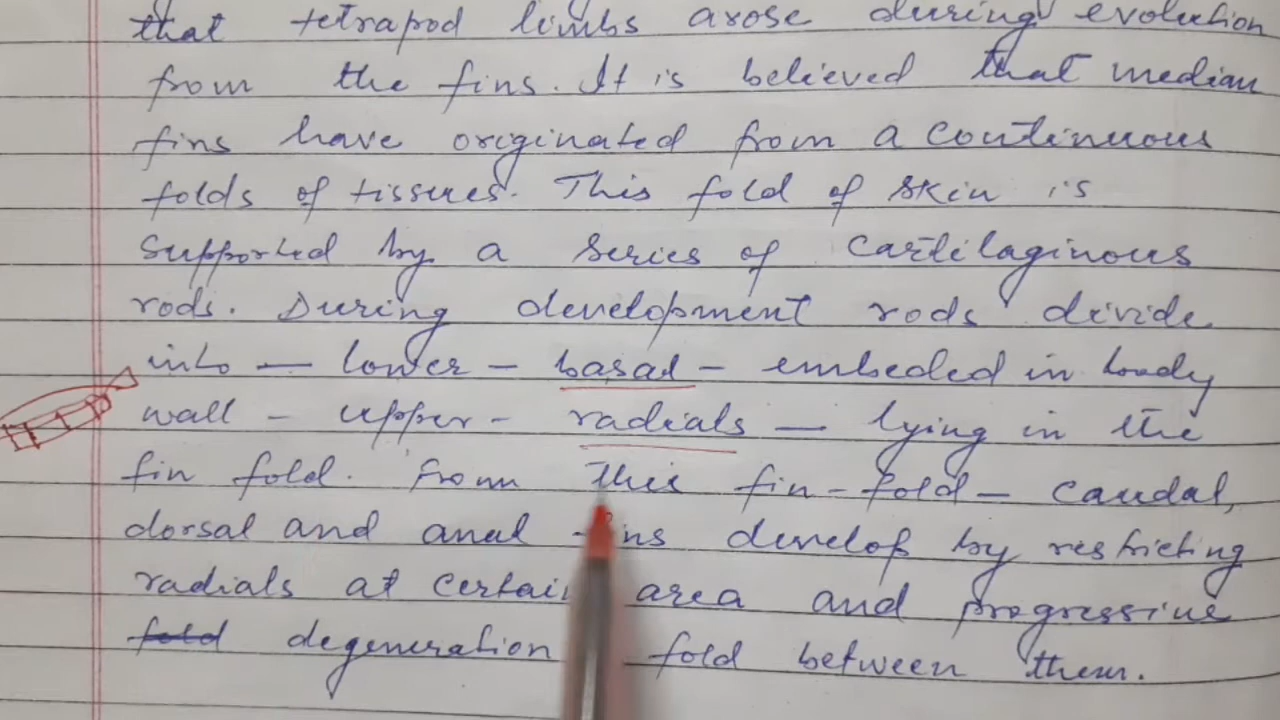 that tetrapod limbs arose during evolution
from the fins. It is believed that median
fins have originated from a continuous
folds of tissues. This fold of skin is
supported by a series of cartilaginous
rods. During development rods divide
into — lower - basal - embeded in body
wall - upper - radials — lying in the
fin fold. From this fin-fold — caudal,
dorsal and anal fins develop by restricting
radials at certain area and progressive
fold degeneration fold between them.